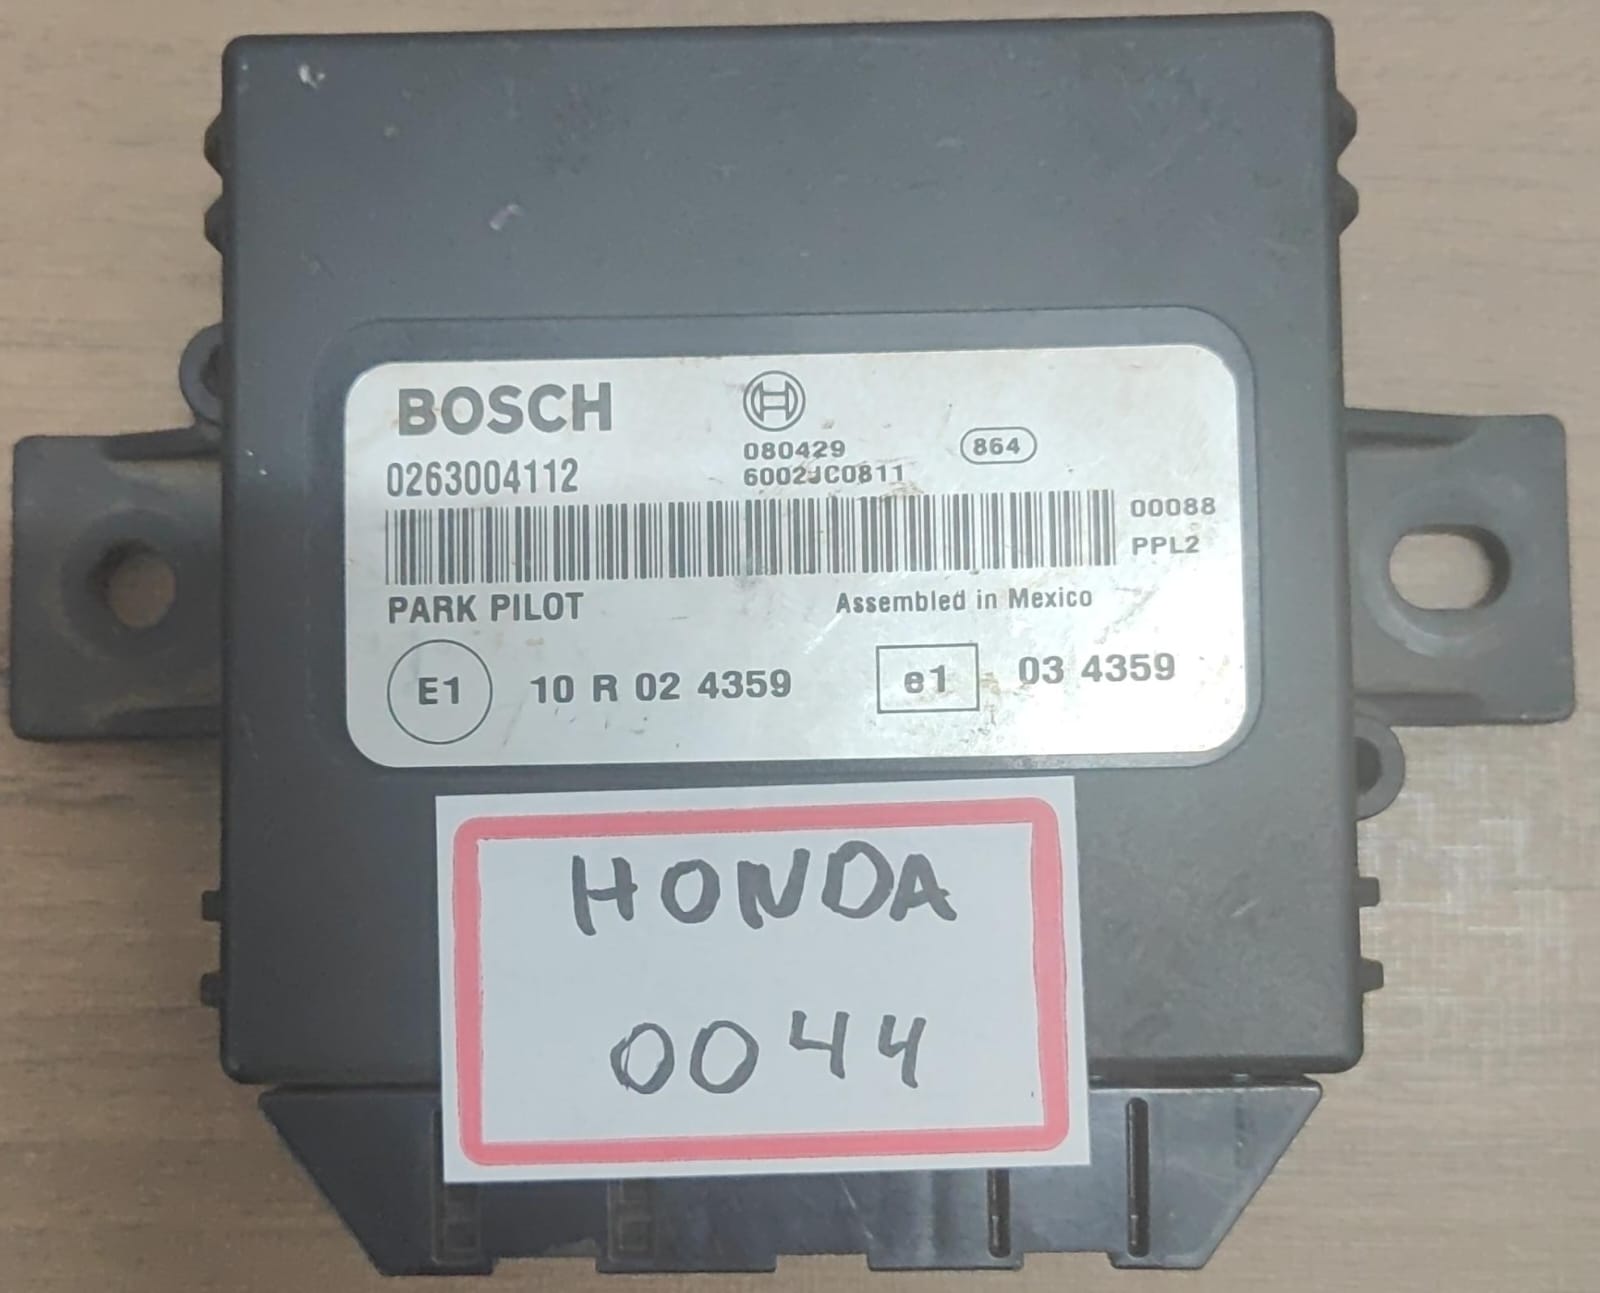 BOSCH
080429
864
0263004112
6002JC0811
00088
PPL2
PARK PILOT
Assembled in Mexico
E1 10 R 02 4359
e1 03 4359
HONDA
0044